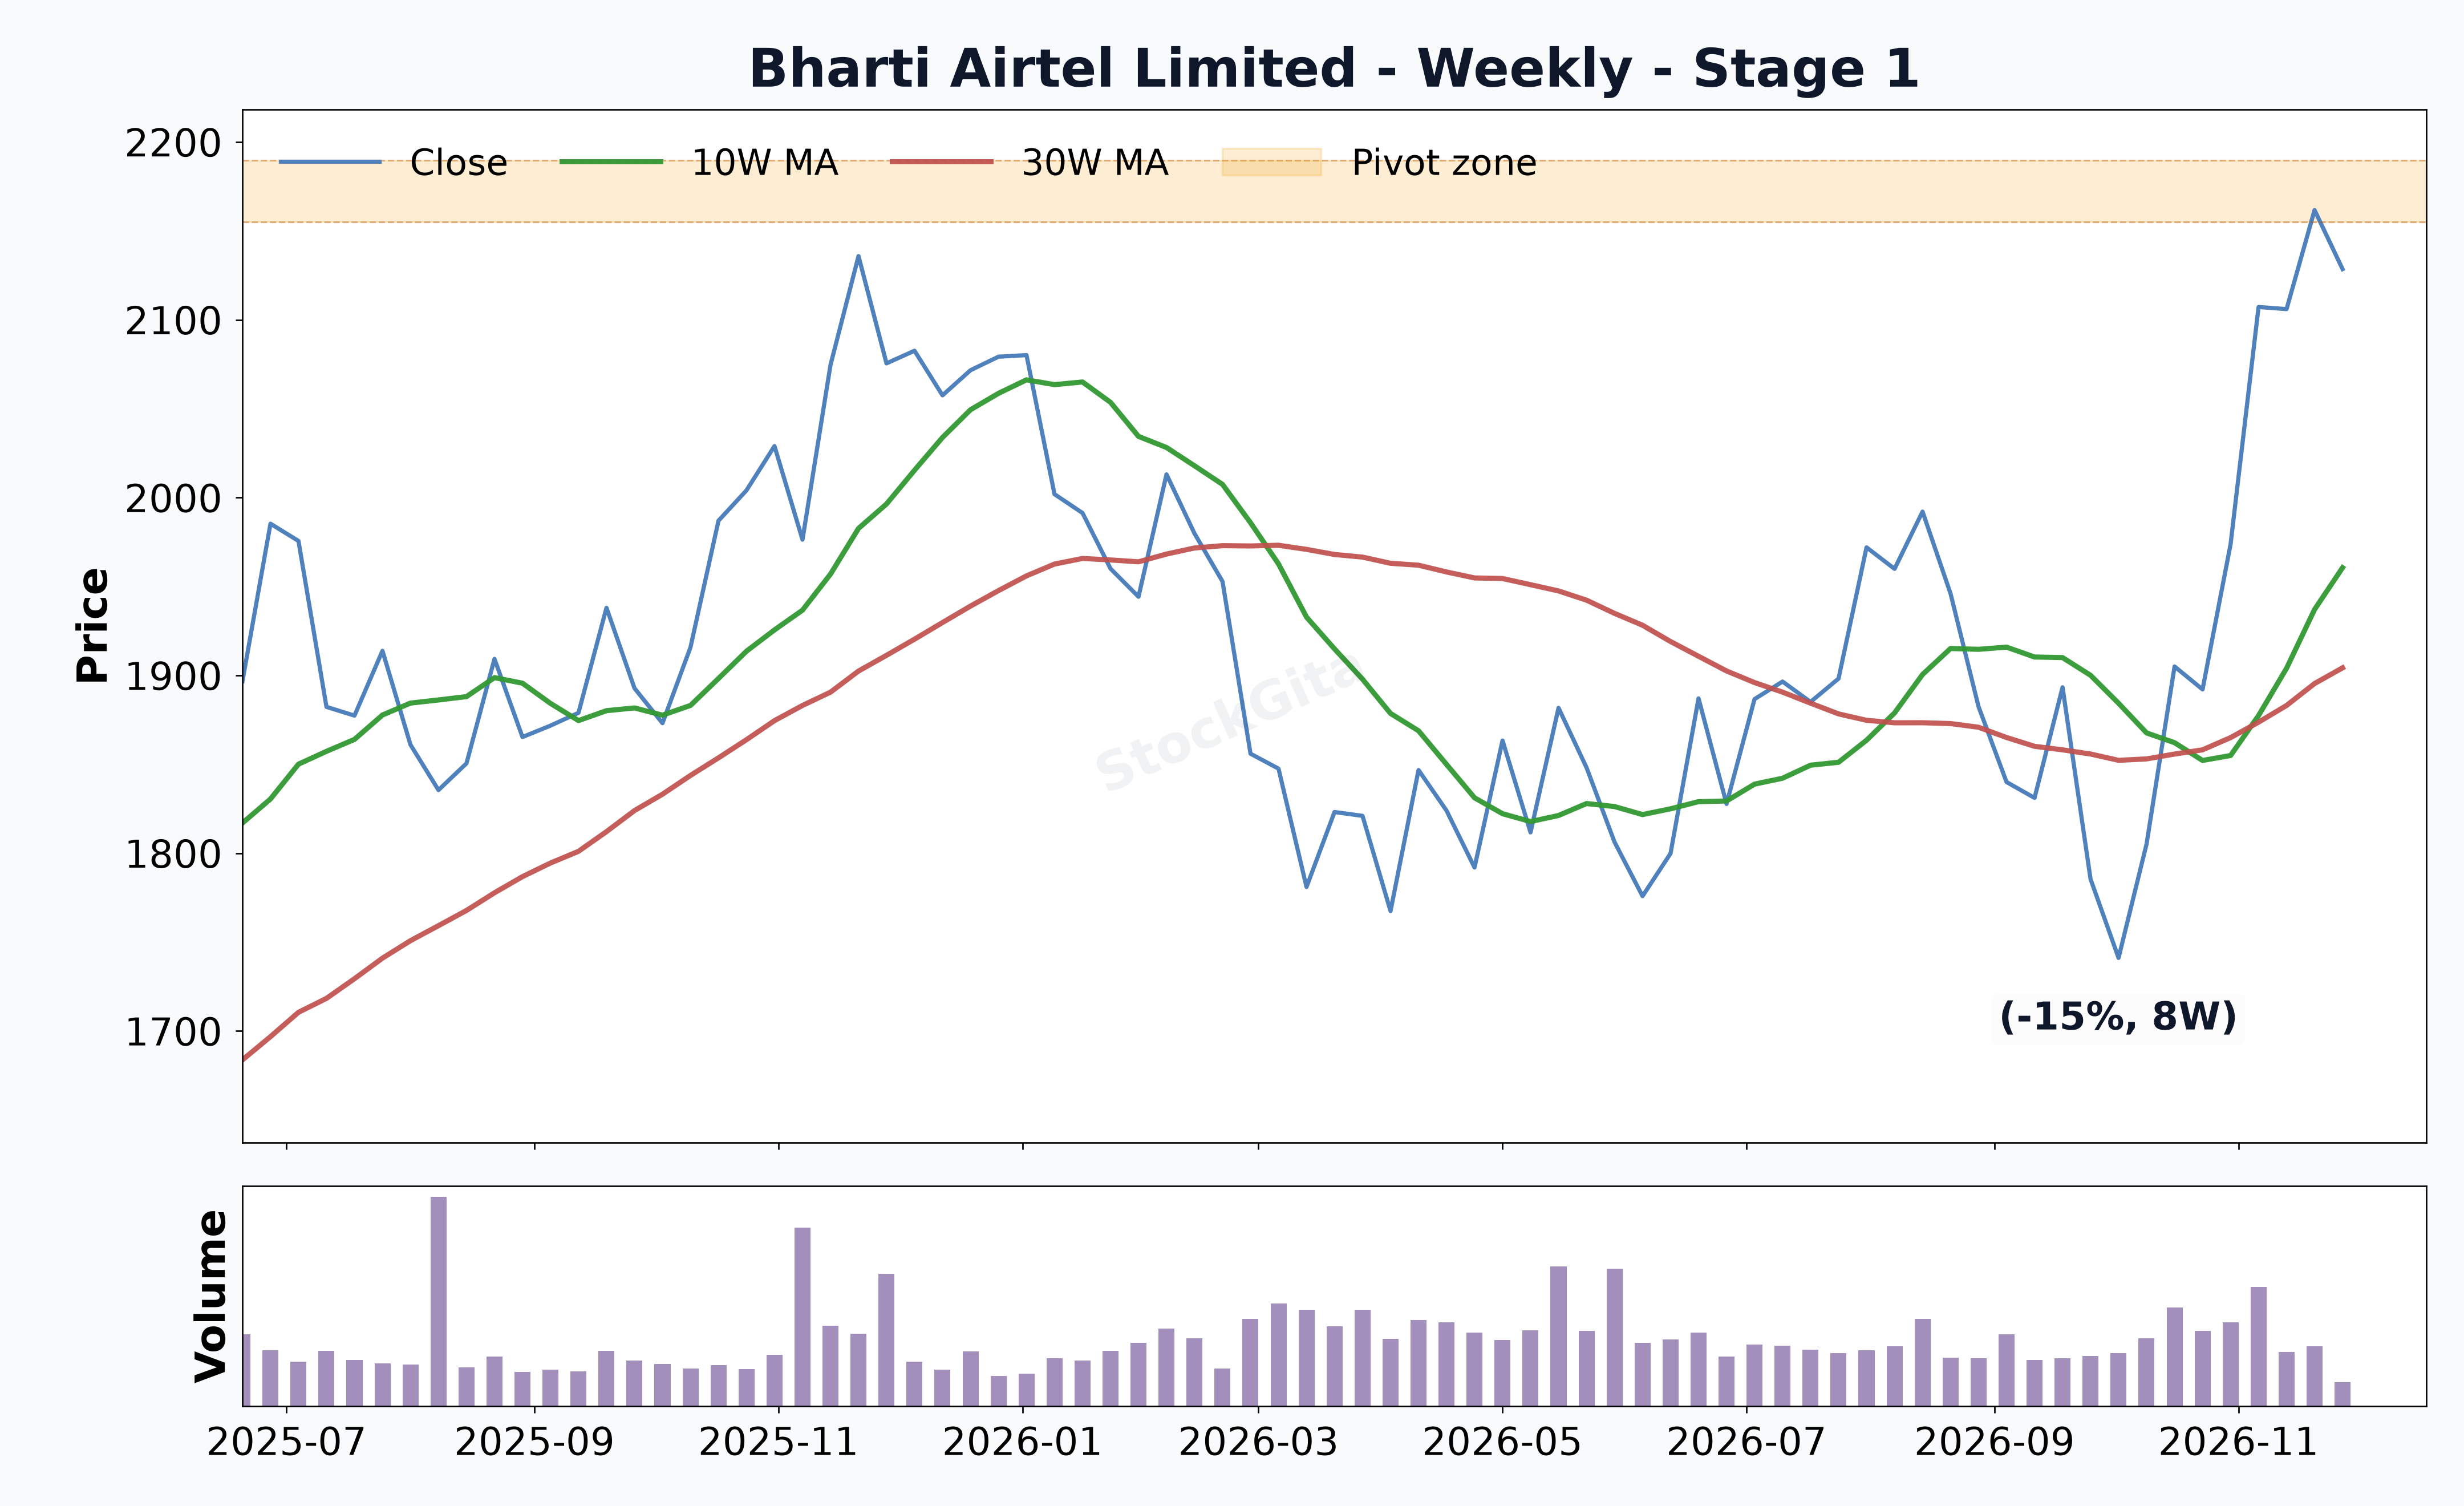 Bharti Airtel Limited - Weekly - Stage 1
Close 10W MA 30W MA Pivot zone
Price
2200
2100
2000
1900
1800
1700
StockGita
(-15%, 8W)
Volume
2025-07 2025-09 2025-11 2026-01 2026-03 2026-05 2026-07 2026-09 2026-11